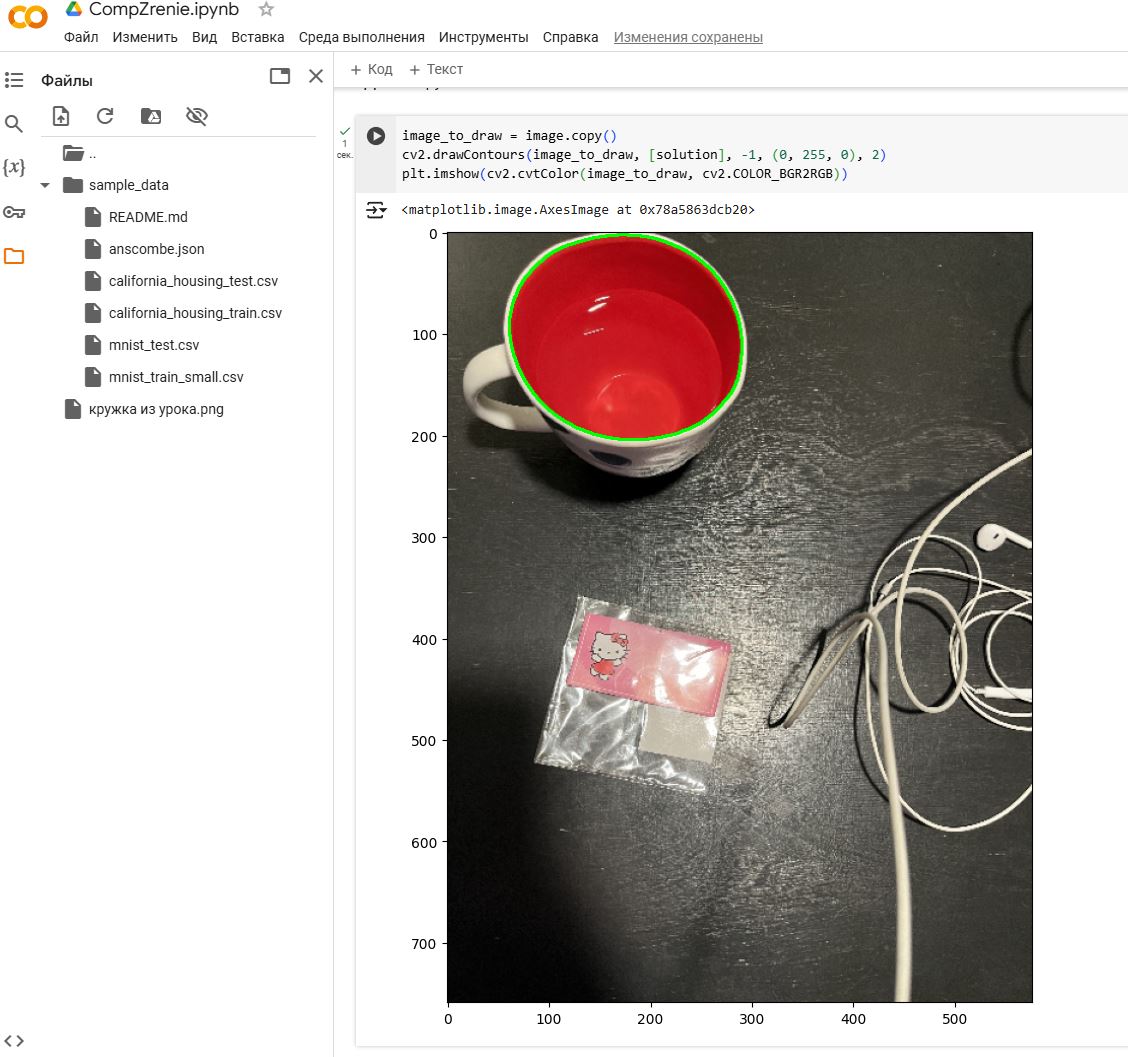 CompZrenie.ipynb
Файл Изменить Вид Вставка Среда выполнения Инструменты Справка Изменения сохранены
Файлы
+ Код + Текст
..
sample_data
README.md
anscombe.json
california_housing_test.csv
california_housing_train.csv
mnist_test.csv
mnist_train_small.csv
кружка из урока.png
{x}
1
сек.
image_to_draw = image.copy()
cv2.drawContours(image_to_draw, [solution], -1, (0, 255, 0), 2)
plt.imshow(cv2.cvtColor(image_to_draw, cv2.COLOR_BGR2RGB))
<matplotlib.image.AxesImage at 0x78a5863dcb20>
0
100
200
300
400
500
600
700
0 100 200 300 400 500